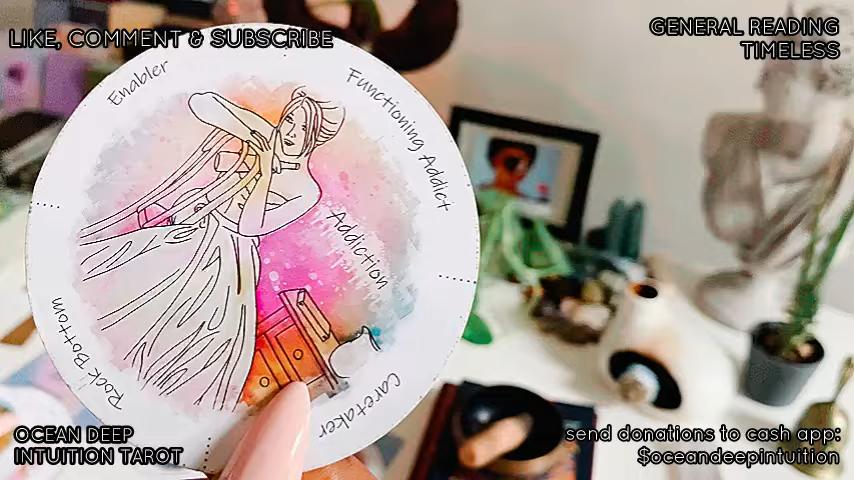 LIKE, COMMENT & SUBSCRIBE
GENERAL READING
TIMELESS
Enabler
Functioning Addict
Addiction
Rock Bottom
Caretaker
OCEAN DEEP
INTUITION TAROT
send donations to cash app:
$oceandeepintuition